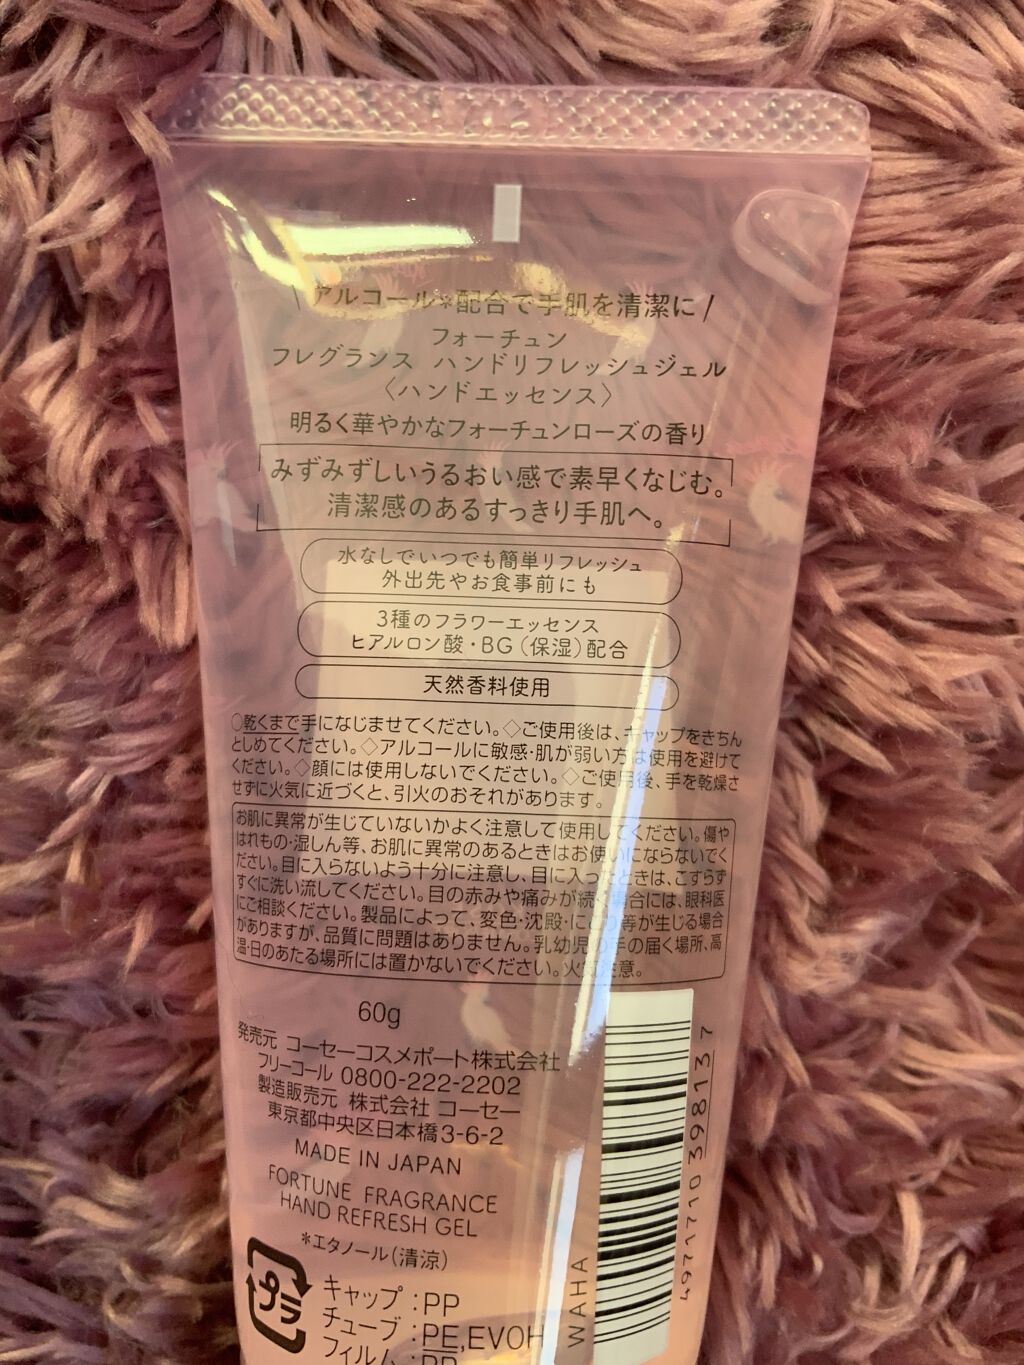 \ アルコール*配合で手肌を清潔に /
フォーチュン
フレグランス ハンドリフレッシュジェル
〈ハンドエッセンス〉
明るく華やかなフォーチュンローズの香り
みずみずしいうるおい感で素早くなじむ。
清潔感のあるすっきり手肌へ。
水なしでいつでも簡単リフレッシュ
外出先やお食事前にも
3種のフラワーエッセンス
ヒアルロン酸・BG(保湿)配合
天然香料使用
◇乾くまで手になじませてください。◇ご使用後は、キャップをきちん
としめてください。◇アルコールに敏感・肌が弱い方は使用を避けて
ください。◇顔には使用しないでください。◇ご使用後、手を乾燥さ
せずに火気に近づくと、引火のおそれがあります。
お肌に異常が生じていないかよく注意して使用してください。傷や
はれもの・湿しん等、お肌に異常のあるときはお使いにならないでく
ださい。目に入らないよう十分に注意し、目に入ったときは、こすらず
すぐに洗い流してください。目の赤みや痛みが続く場合には、眼科医
にご相談ください。製品によって、変色・沈殿・にごり等が生じる場合
がありますが、品質に問題はありません。乳幼児の手の届く場所、高
温・日のあたる場所には置かないでください。火気注意。
60g
発売元 コーセーコスメポート株式会社
フリーコール 0800-222-2202
製造販売元 株式会社 コーセー
東京都中央区日本橋3-6-2
MADE IN JAPAN
FORTUNE FRAGRANCE
HAND REFRESH GEL
*エタノール(清涼)
プラ
キャップ:PP
チューブ:PE,EVOH
フィルム:PP
WAHA
4971710 398137